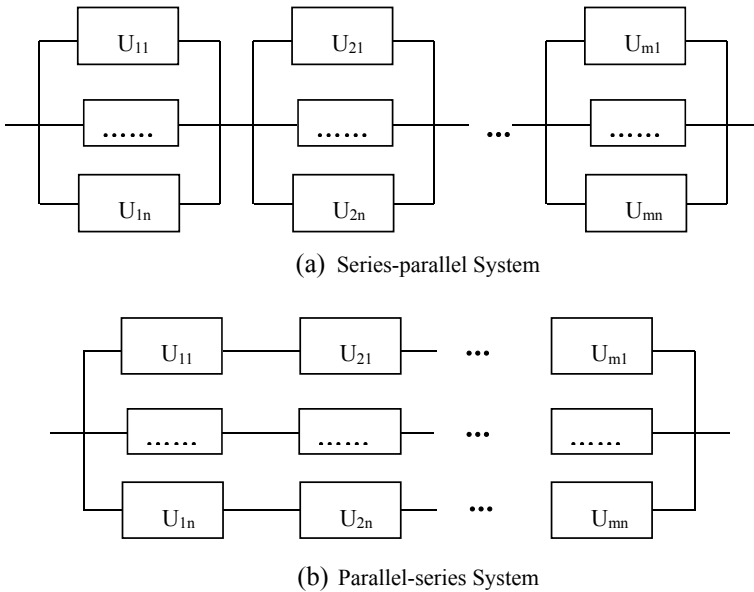 U11 U21 Um1
...... ...... ... ......
U1n U2n Umn
(a) Series-parallel System
U11 U21 ... Um1
...... ...... ... ......
U1n U2n ... Umn
(b) Parallel-series System